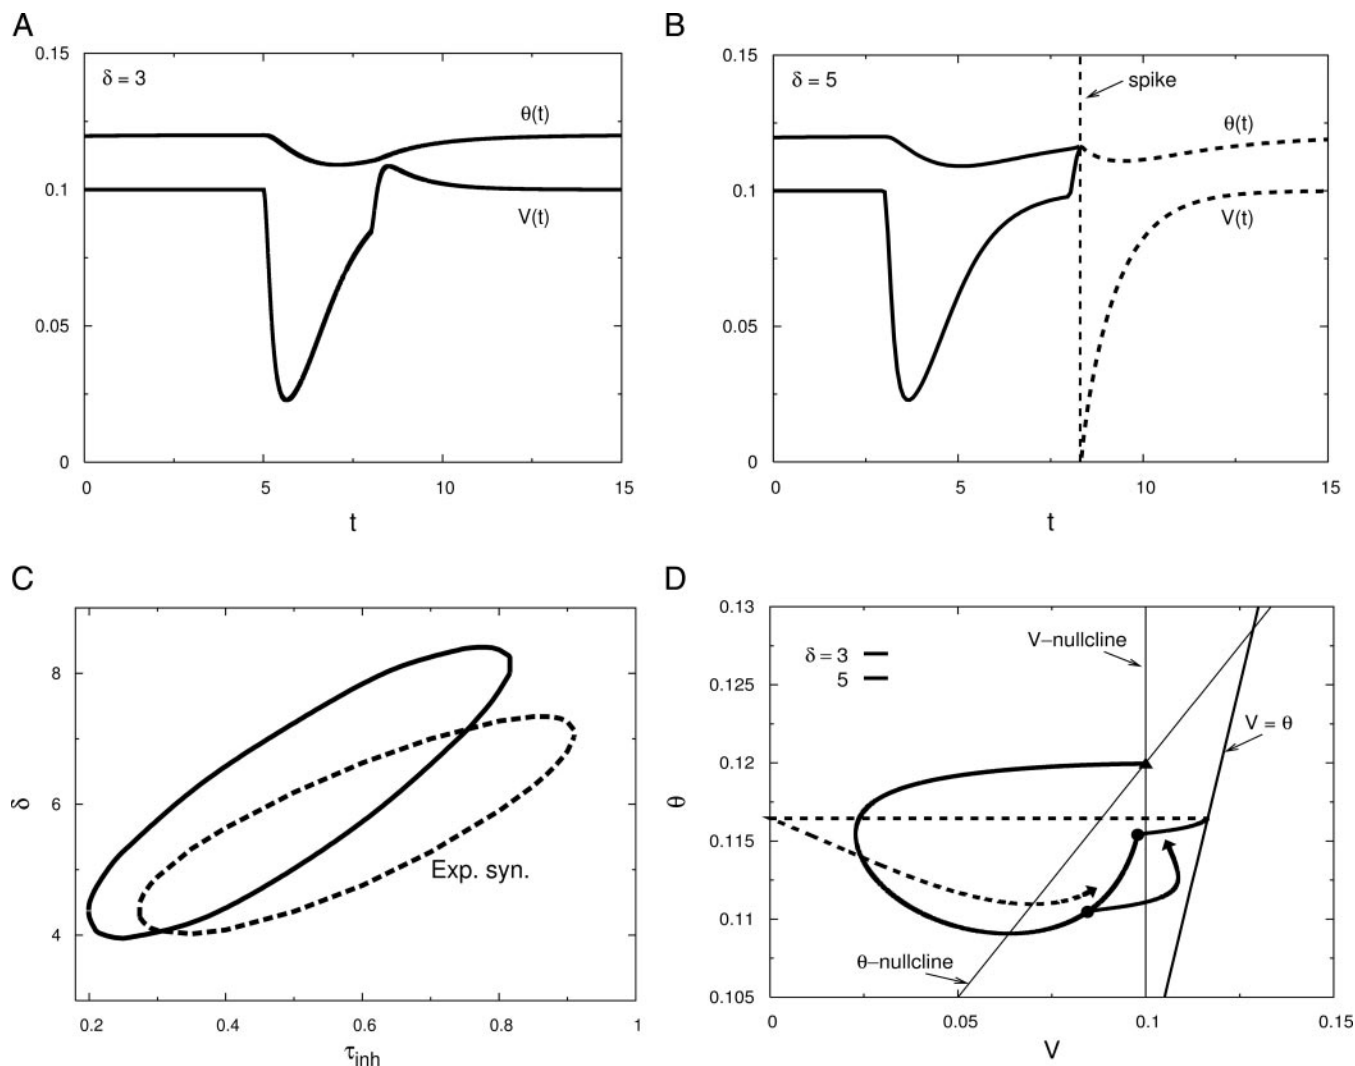 A
0.15
δ = 3
θ(t)
0.1
V(t)
0.05
0
0 5 10 15
t
B
0.15
δ = 5
spike
θ(t)
0.1
V(t)
0.05
0
0 5 10 15
t
C
8
δ
6
Exp. syn.
4
0.2 0.4 0.6 0.8 1
τinh
D
0.13
V−nullcline
δ = 3
5
0.125
V = θ
0.12
θ
0.115
0.11
θ−nullcline
0.105
0 0.05 0.1 0.15
V